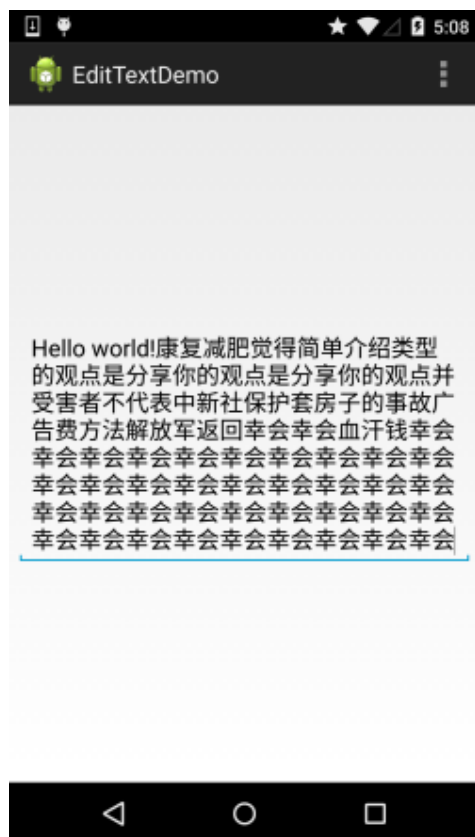 5:08
EditTextDemo
Hello world!康复减肥觉得简单介绍类型
的观点是分享你的观点是分享你的观点并
受害者不代表中新社保护套房子的事故广
告费方法解放军返回幸会幸会血汗钱幸会
幸会幸会幸会幸会幸会幸会幸会幸会幸会
幸会幸会幸会幸会幸会幸会幸会幸会幸会
幸会幸会幸会幸会幸会幸会幸会幸会幸会
幸会幸会幸会幸会幸会幸会幸会幸会幸会